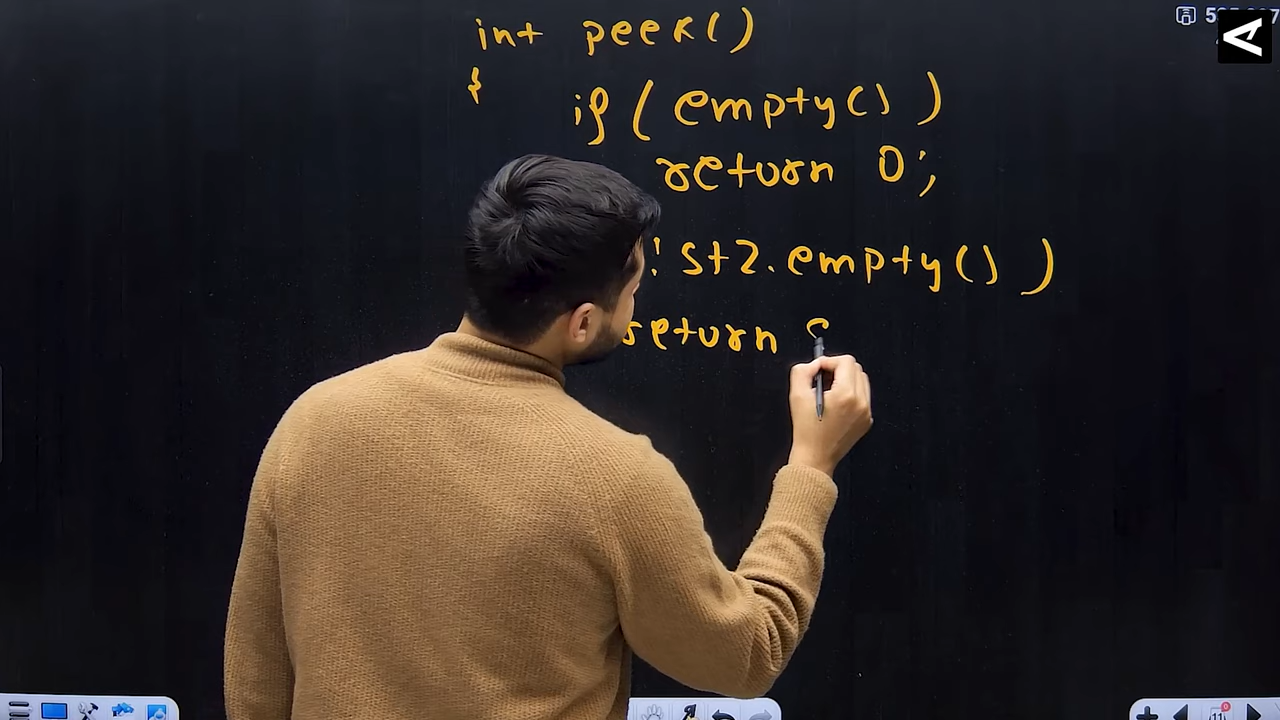 int peek()
{ if ( empty() )
return 0;
! st2.empty() )
return